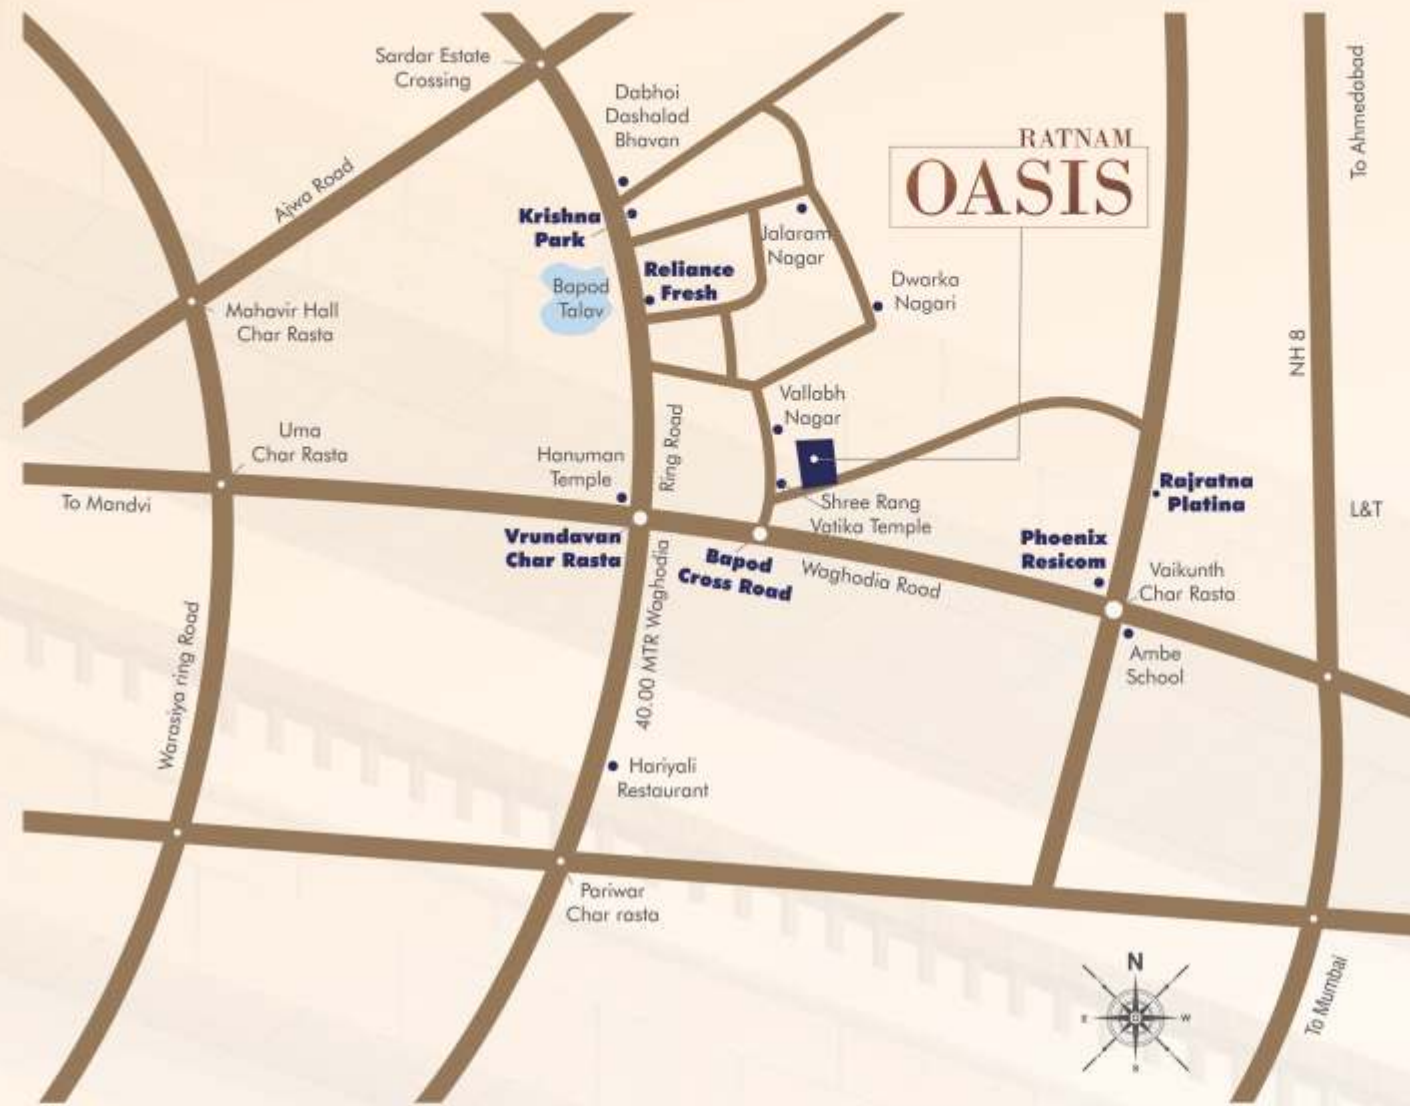 Sardar Estate
Crossing
Dabhoi
Dashalad
Bhavan
To Ahmedabad
RATNAM
OASIS
Ajwa Road
Krishna
Park
Jalaram
Nagar
Reliance
Fresh
Bapod
Talav
Dwarka
Nagari
Mahavir Hall
Char Rasta
NH 8
Vallabh
Nagar
Uma
Char Rasta
Ring Road
Hanuman
Temple
To Mandvi
Shree Rang
Vatika Temple
Rajratna
Platina
L&T
Vrundavan
Char Rasta
Bapod
Cross Road
Waghodia Road
Phoenix
Resicom
Vaikunth
Char Rasta
40.00 MTR Waghodia
Warasiya ring Road
Ambe
School
Hariyali
Restaurant
Pariwar
Char rasta
N
W
To Mumbai